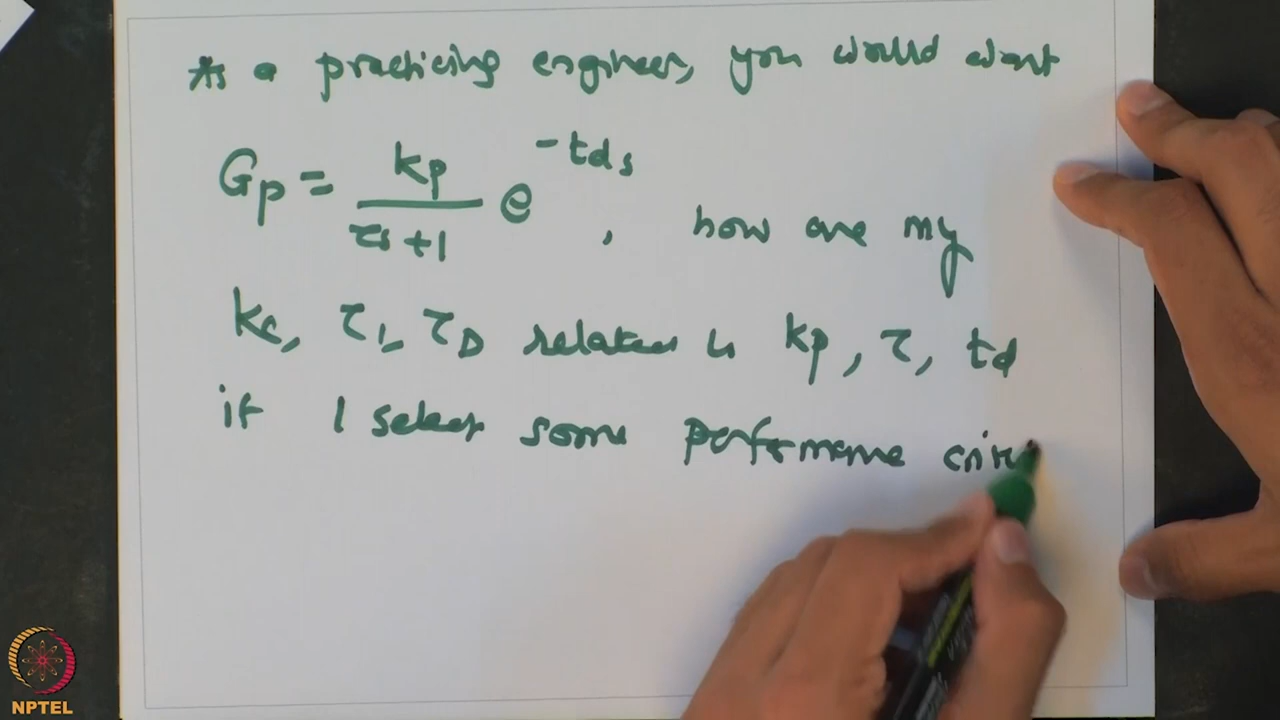 As a practicing engineer, you would want
Gp = kp / (τs + 1) e^(-tds) , how are my
kc, τI, τD related to kp, τ, td
if I select some performance crite
NPTEL